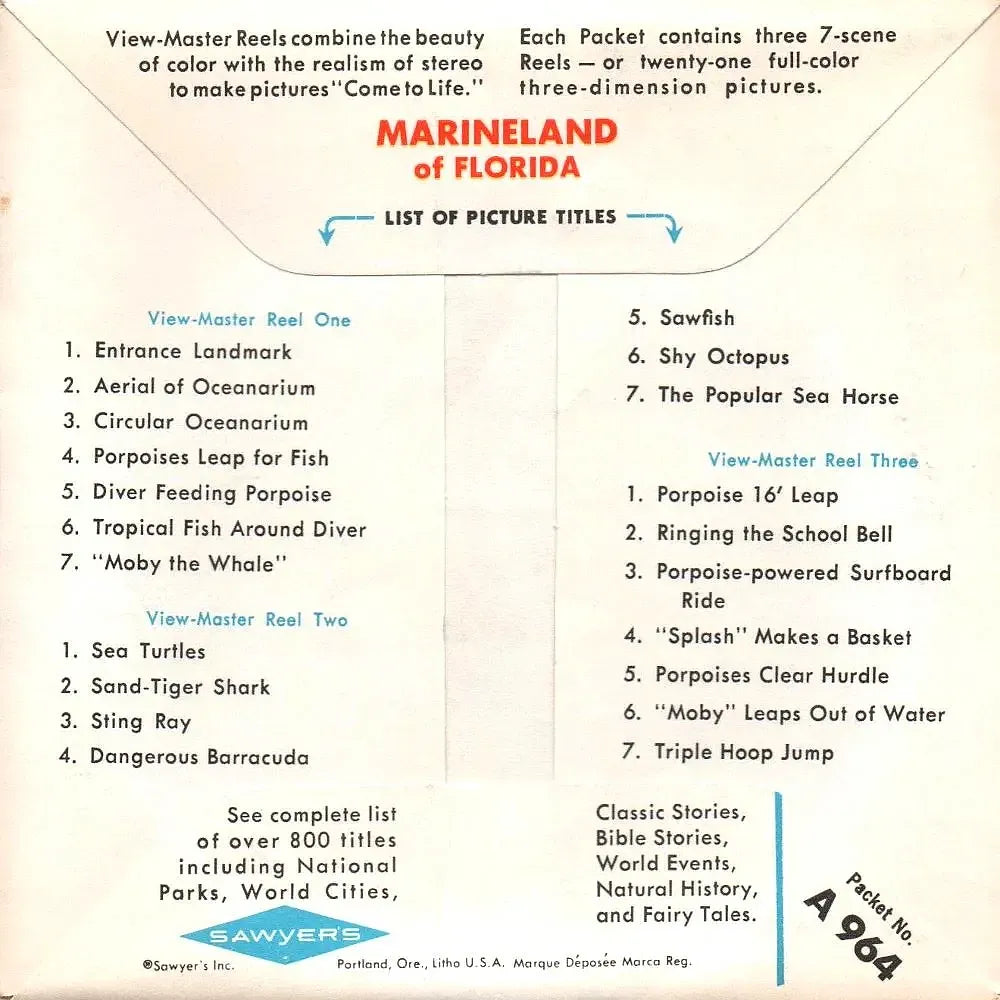 View-Master Reels combine the beauty
of color with the realism of stereo
to make pictures "Come to Life."
Each Packet contains three 7-scene
Reels — or twenty-one full-color
three-dimension pictures.
MARINELAND
of FLORIDA
LIST OF PICTURE TITLES
View-Master Reel One
1. Entrance Landmark
2. Aerial of Oceanarium
3. Circular Oceanarium
4. Porpoises Leap for Fish
5. Diver Feeding Porpoise
6. Tropical Fish Around Diver
7. "Moby the Whale"
View-Master Reel Two
1. Sea Turtles
2. Sand-Tiger Shark
3. Sting Ray
4. Dangerous Barracuda
5. Sawfish
6. Shy Octopus
7. The Popular Sea Horse
View-Master Reel Three
1. Porpoise 16' Leap
2. Ringing the School Bell
3. Porpoise-powered Surfboard
Ride
4. "Splash" Makes a Basket
5. Porpoises Clear Hurdle
6. "Moby" Leaps Out of Water
7. Triple Hoop Jump
See complete list
of over 800 titles
including National
Parks, World Cities,
Classic Stories,
Bible Stories,
World Events,
Natural History,
and Fairy Tales.
SAWYER'S
®Sawyer's Inc.
Portland, Ore., Litho U.S.A. Marque Déposée Marca Reg.
Packet No.
A 964